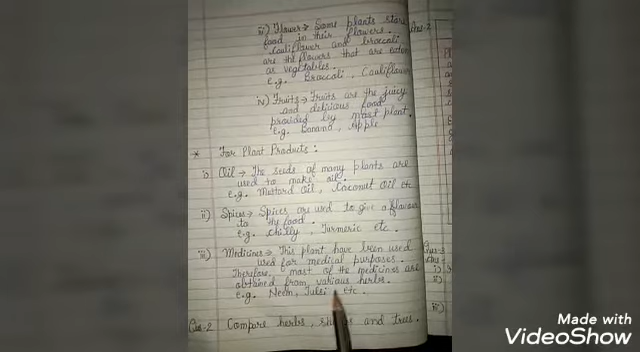 iii) Flower → Some plants store
food in their flowers.
Cauliflower and broccoli
are the flowers that are eaten
as vegetables.
e.g. Broccoli, Cauliflower
iv) Fruits → Fruits are the juicy
and delicious food
provided by most plant.
e.g. Banana, Apple
* For Plant Products:
i) Oil → The seeds of many plants are
used to make oil.
e.g. Mustard Oil, Coconut Oil etc.
ii) Spices → Spices are used to give a flavour
to the food.
e.g. Chilly, Turmeric etc.
iii) Medicines → This plant have been used
used for medical purposes.
Therefore, most of the medicines are
obtained from various herbs.
e.g. Neem, Tulsi etc.
Ques-2 Compare herbs, shrubs and trees.
Made with
VideoShow